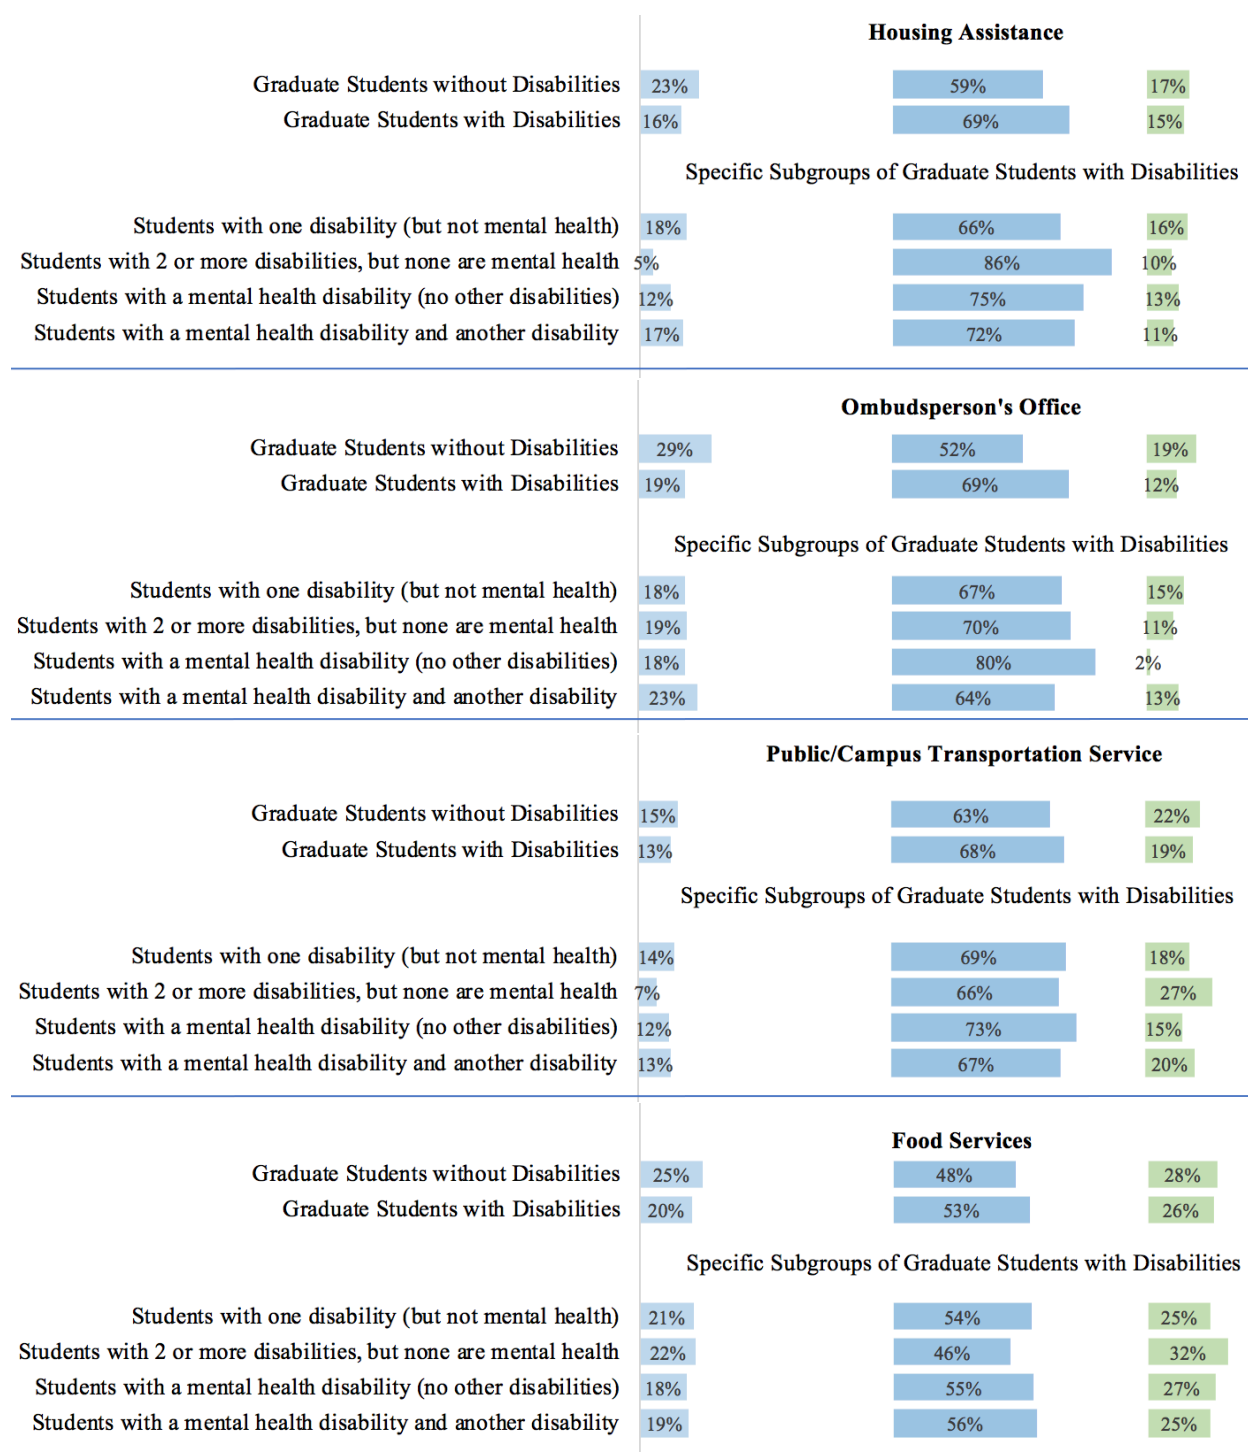 Housing Assistance
Graduate Students without Disabilities 23% 59% 17%
Graduate Students with Disabilities 16% 69% 15%
Specific Subgroups of Graduate Students with Disabilities
Students with one disability (but not mental health) 18% 66% 16%
Students with 2 or more disabilities, but none are mental health 5% 86% 10%
Students with a mental health disability (no other disabilities) 12% 75% 13%
Students with a mental health disability and another disability 17% 72% 11%
Ombudsperson's Office
Graduate Students without Disabilities 29% 52% 19%
Graduate Students with Disabilities 19% 69% 12%
Specific Subgroups of Graduate Students with Disabilities
Students with one disability (but not mental health) 18% 67% 15%
Students with 2 or more disabilities, but none are mental health 19% 70% 11%
Students with a mental health disability (no other disabilities) 18% 80% 2%
Students with a mental health disability and another disability 23% 64% 13%
Public/Campus Transportation Service
Graduate Students without Disabilities 15% 63% 22%
Graduate Students with Disabilities 13% 68% 19%
Specific Subgroups of Graduate Students with Disabilities
Students with one disability (but not mental health) 14% 69% 18%
Students with 2 or more disabilities, but none are mental health 7% 66% 27%
Students with a mental health disability (no other disabilities) 12% 73% 15%
Students with a mental health disability and another disability 13% 67% 20%
Food Services
Graduate Students without Disabilities 25% 48% 28%
Graduate Students with Disabilities 20% 53% 26%
Specific Subgroups of Graduate Students with Disabilities
Students with one disability (but not mental health) 21% 54% 25%
Students with 2 or more disabilities, but none are mental health 22% 46% 32%
Students with a mental health disability (no other disabilities) 18% 55% 27%
Students with a mental health disability and another disability 19% 56% 25%